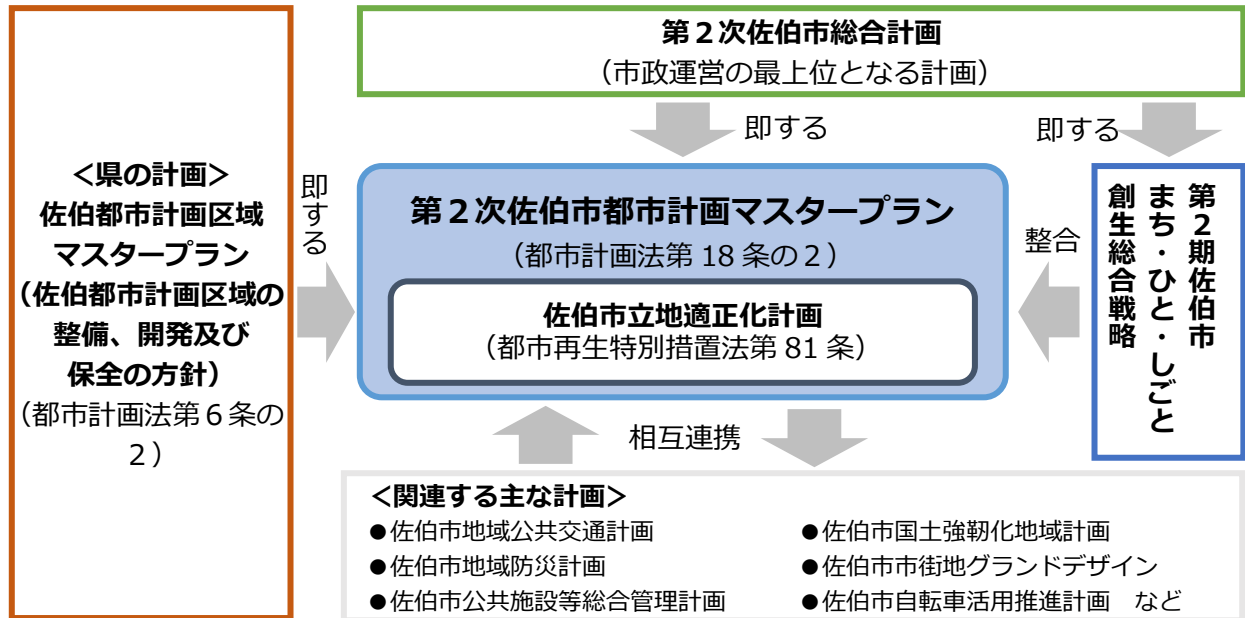 第２次佐伯市総合計画
（市政運営の最上位となる計画）
即する
即する
＜県の計画＞
佐伯都市計画区域
マスタープラン
（佐伯都市計画区域の
整備、開発及び
保全の方針）
（都市計画法第６条の
２）
即する
第２次佐伯市都市計画マスタープラン
（都市計画法第 18 条の２）
佐伯市立地適正化計画
（都市再生特別措置法第 81 条）
整合
第２期佐伯市
まち・ひと・しごと
創生総合戦略
相互連携
＜関連する主な計画＞
●佐伯市地域公共交通計画
●佐伯市地域防災計画
●佐伯市公共施設等総合管理計画
●佐伯市国土強靭化地域計画
●佐伯市市街地グランドデザイン
●佐伯市自転車活用推進計画　など